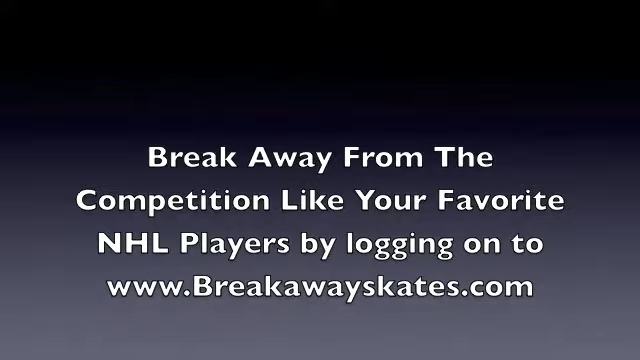 Break Away From The
Competition Like Your Favorite
NHL Players by logging on to
www.Breakawayskates.com